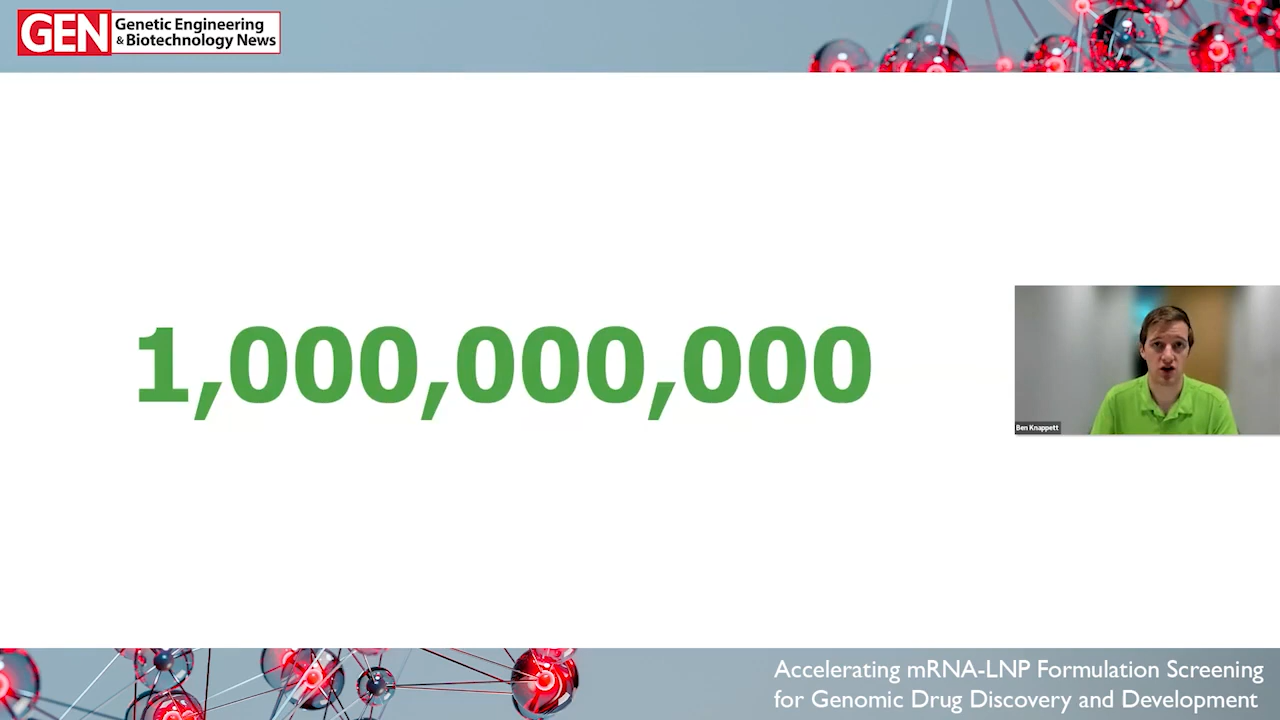 GEN Genetic Engineering
& Biotechnology News
1,000,000,000
Ben Knappett
Accelerating mRNA-LNP Formulation Screening
for Genomic Drug Discovery and Development